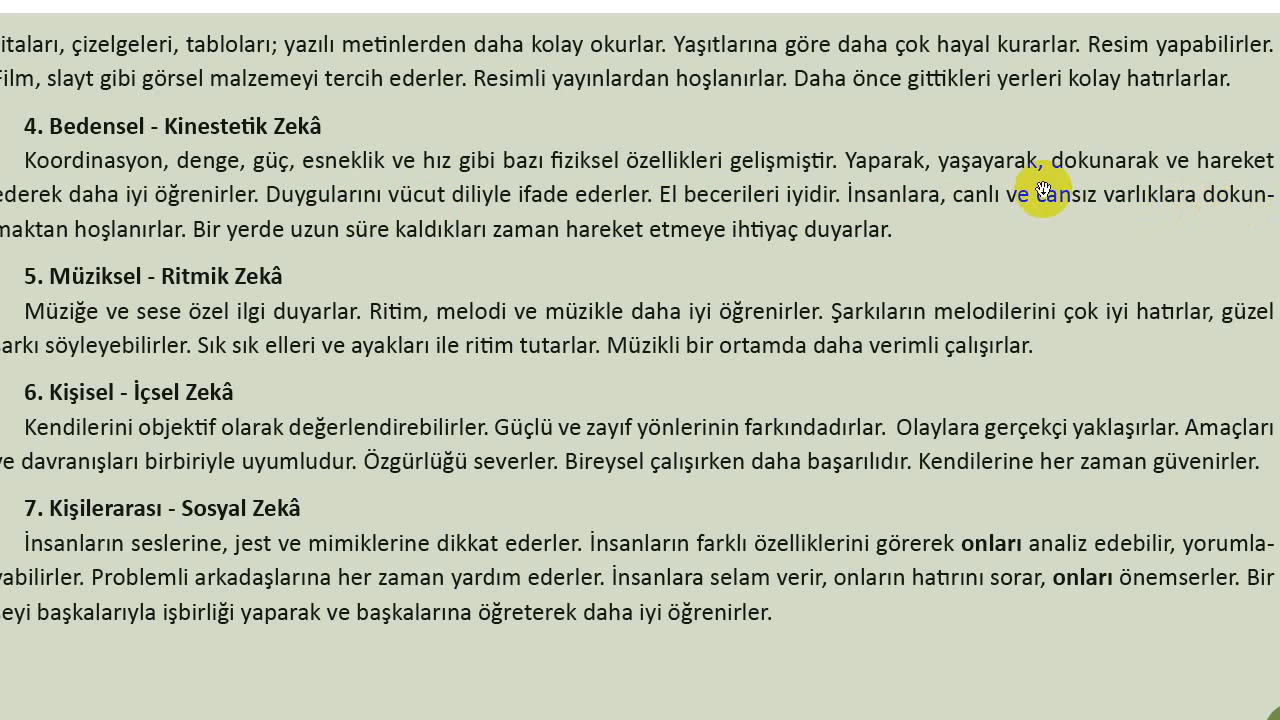 itaları, çizelgeleri, tabloları; yazılı metinlerden daha kolay okurlar. Yaşıtlarına göre daha çok hayal kurarlar. Resim yapabilirler.
Film, slayt gibi görsel malzemeyi tercih ederler. Resimli yayınlardan hoşlanırlar. Daha önce gittikleri yerleri kolay hatırlarlar.
4. Bedensel - Kinestetik Zekâ
Koordinasyon, denge, güç, esneklik ve hız gibi bazı fiziksel özellikleri gelişmiştir. Yaparak, yaşayarak, dokunarak ve hareket
ederek daha iyi öğrenirler. Duygularını vücut diliyle ifade ederler. El becerileri iyidir. İnsanlara, canlı ve cansız varlıklara dokun-
maktan hoşlanırlar. Bir yerde uzun süre kaldıkları zaman hareket etmeye ihtiyaç duyarlar.
5. Müziksel - Ritmik Zekâ
Müziğe ve sese özel ilgi duyarlar. Ritim, melodi ve müzikle daha iyi öğrenirler. Şarkıların melodilerini çok iyi hatırlar, güzel
şarkı söyleyebilirler. Sık sık elleri ve ayakları ile ritim tutarlar. Müzikli bir ortamda daha verimli çalışırlar.
6. Kişisel - İçsel Zekâ
Kendilerini objektif olarak değerlendirebilirler. Güçlü ve zayıf yönlerinin farkındadırlar. Olaylara gerçekçi yaklaşırlar. Amaçları
ve davranışları birbiriyle uyumludur. Özgürlüğü severler. Bireysel çalışırken daha başarılıdır. Kendilerine her zaman güvenirler.
7. Kişilerarası - Sosyal Zekâ
İnsanların seslerine, jest ve mimiklerine dikkat ederler. İnsanların farklı özelliklerini görerek onları analiz edebilir, yorumla-
yabilirler. Problemli arkadaşlarına her zaman yardım ederler. İnsanlara selam verir, onların hatırını sorar, onları önemserler. Bir
şeyi başkalarıyla işbirliği yaparak ve başkalarına öğreterek daha iyi öğrenirler.